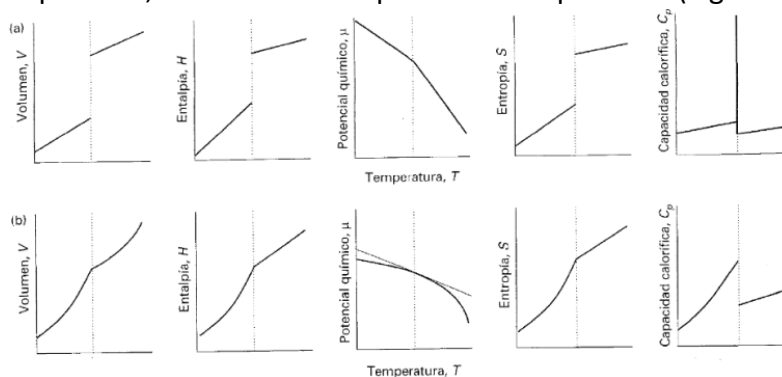 (a)
Volumen, V
Entalpía, H
Potencial químico, μ
Entropía, S
Capacidad calorífica, Cₚ
Temperatura, T
(b)
Volumen, V
Entalpía, H
Potencial químico, μ
Entropía, S
Capacidad calorífica, Cₚ
Temperatura, T